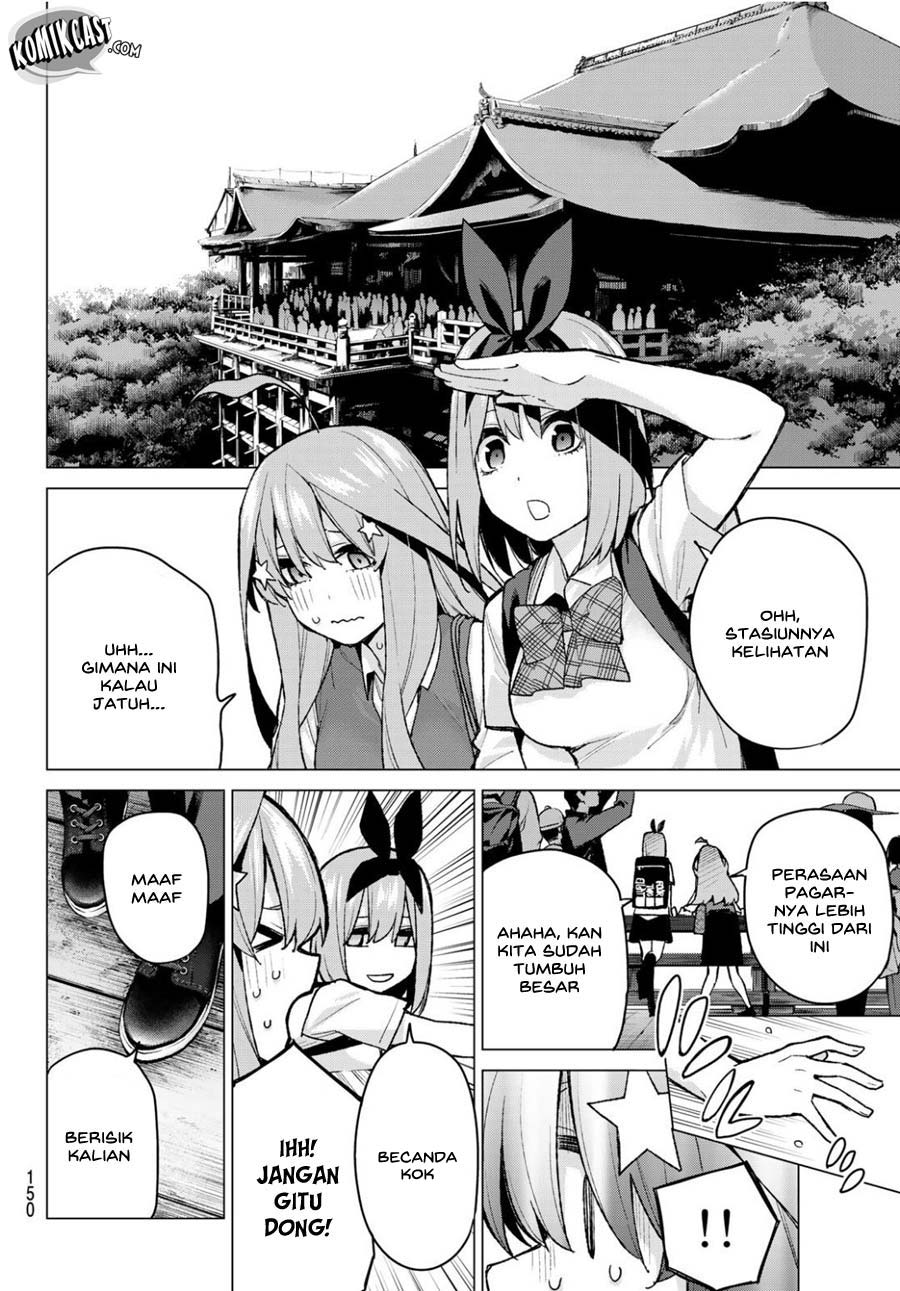 KOMIKCAST
.COM
OHH,
STASIUNNYA
KELIHATAN
UHH...
GIMANA INI
KALAU
JATUH...
PERASAAN
PAGAR-
NYA LEBIH
TINGGI DARI
INI
AHAHA, KAN
KITA SUDAH
TUMBUH
BESAR
!!
BECANDA
KOK
IHH!
JANGAN
GITU
DONG!
MAAF
MAAF
BERISIK
KALIAN
150